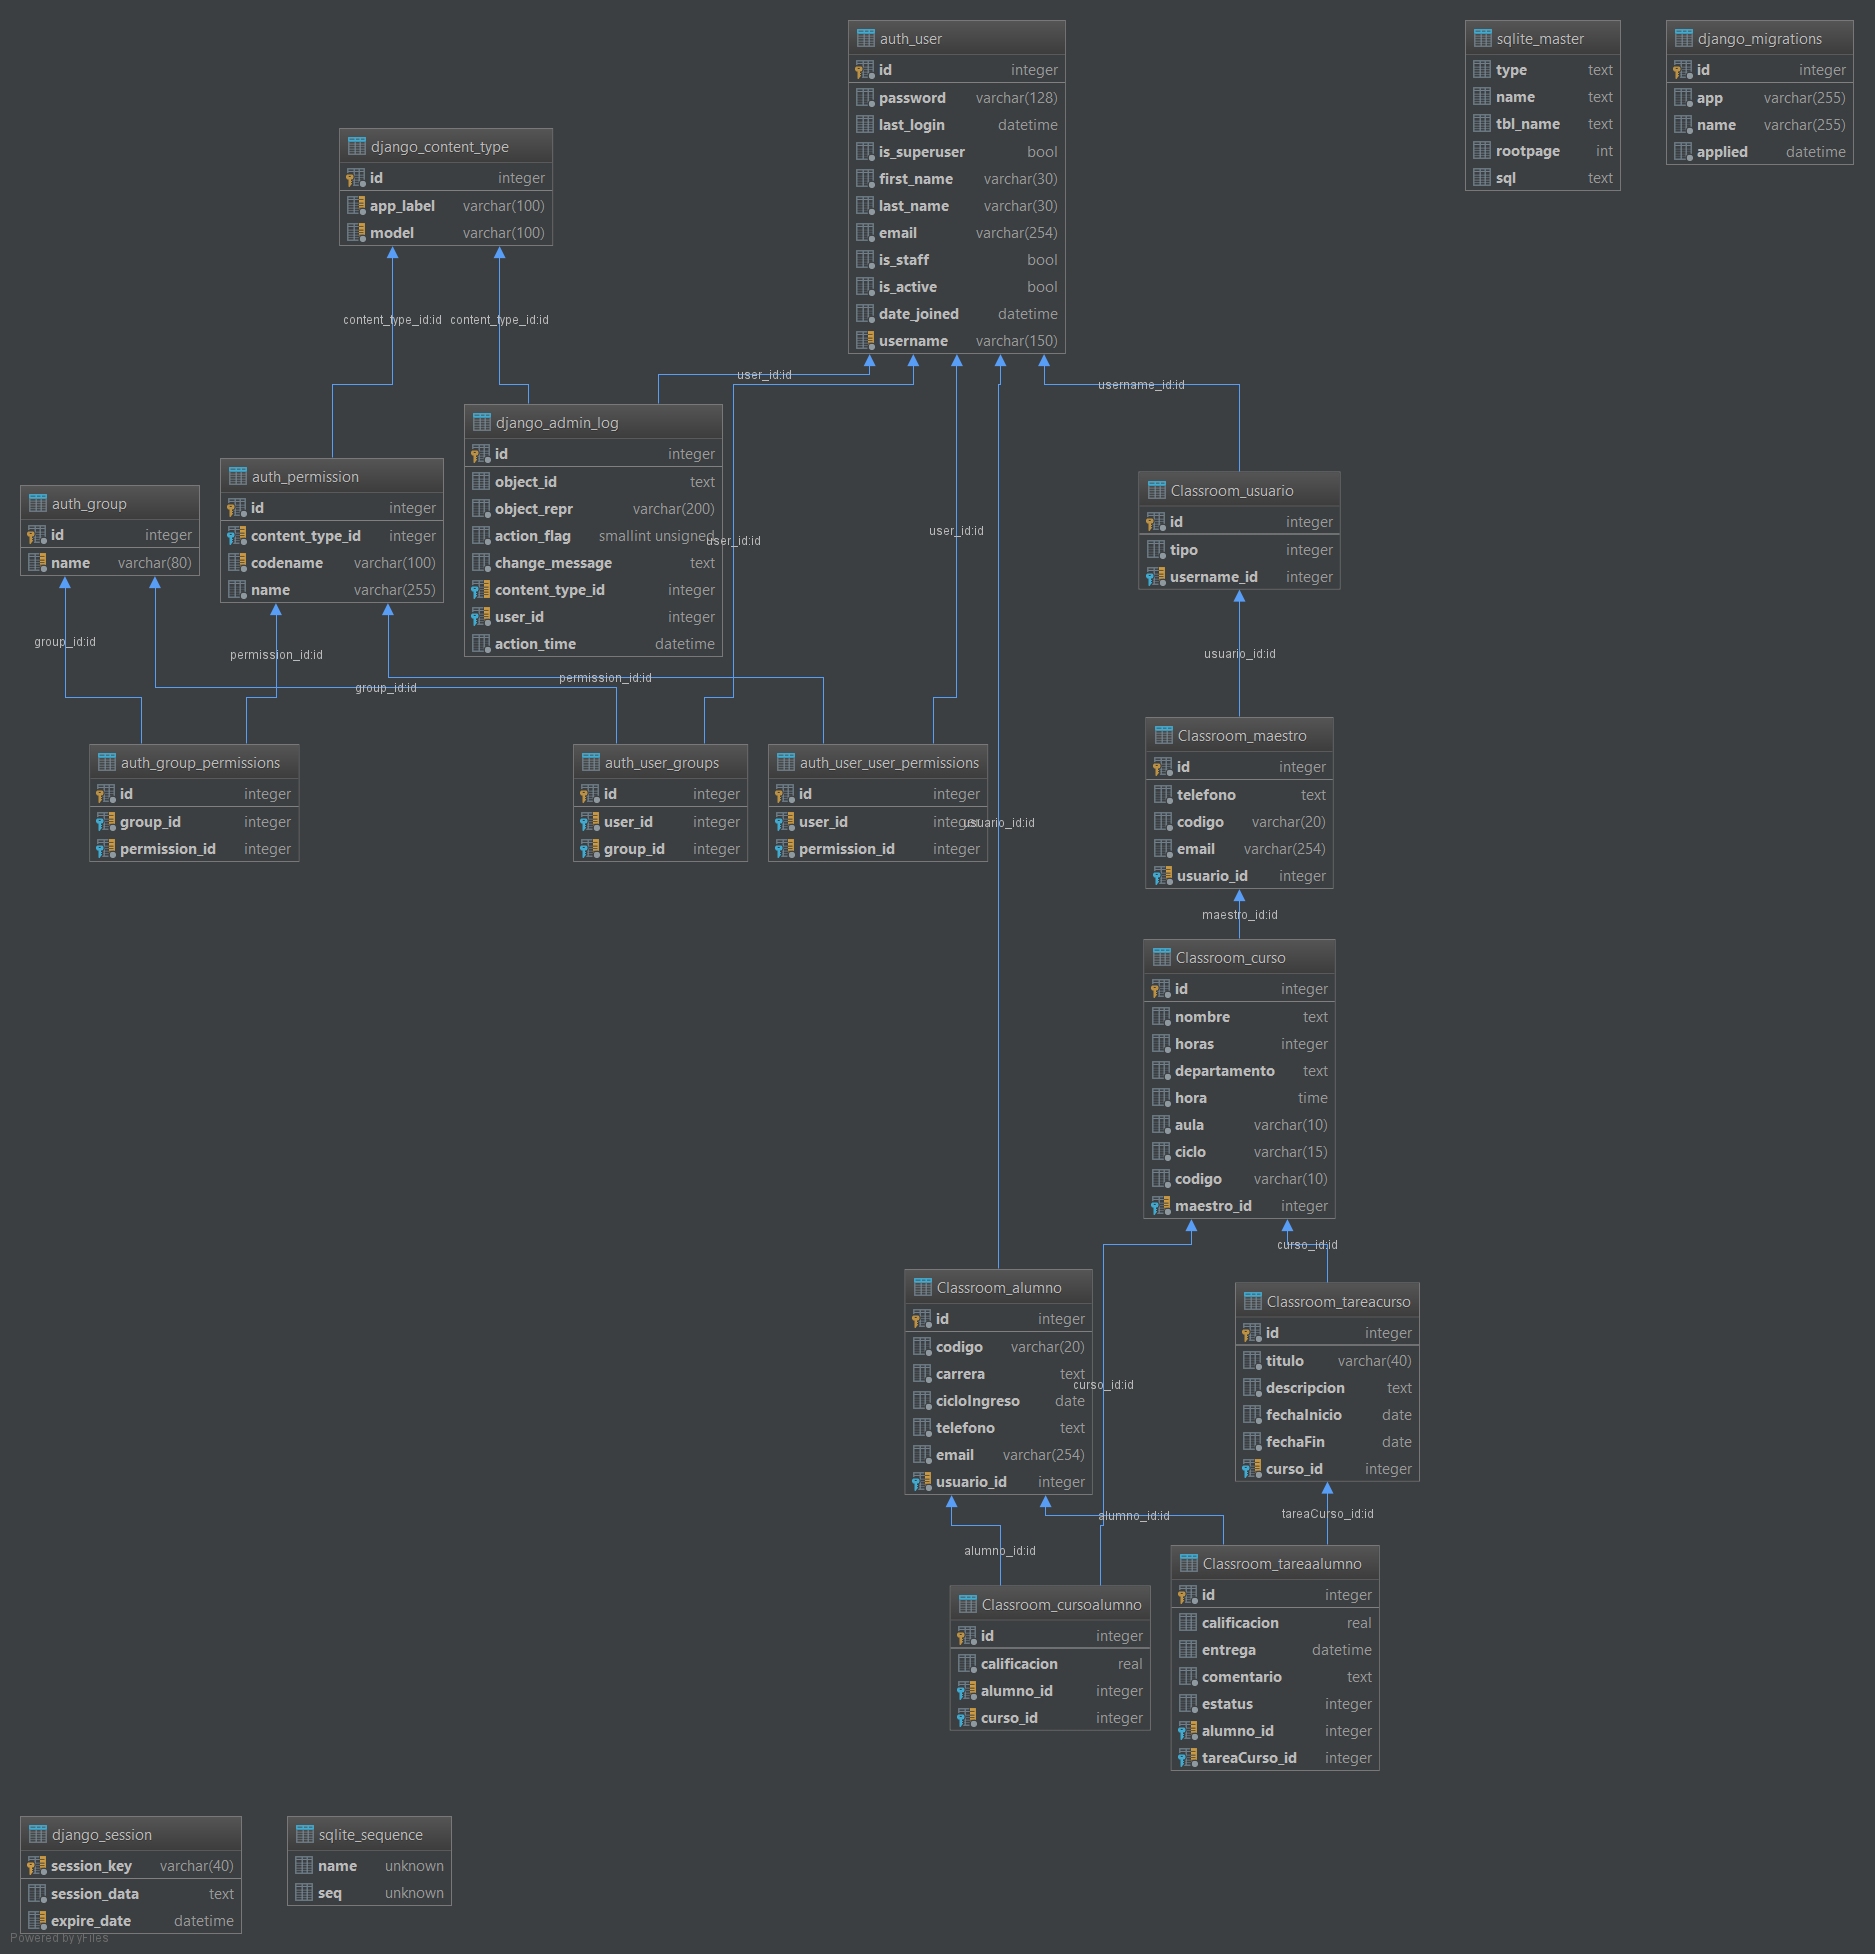 auth_user
id integer
password varchar(128)
last_login datetime
is_superuser bool
first_name varchar(30)
last_name varchar(30)
email varchar(254)
is_staff bool
is_active bool
date_joined datetime
username varchar(150)
sqlite_master
type text
name text
tbl_name text
rootpage int
sql text
django_migrations
id integer
app varchar(255)
name varchar(255)
applied datetime
django_content_type
id integer
app_label varchar(100)
model varchar(100)
content_type_id:id
content_type_id:id
user_id:id
username_id:id
django_admin_log
id integer
object_id text
object_repr varchar(200)
action_flag smallint unsigned
change_message text
content_type_id integer
user_id integer
action_time datetime
auth_permission
id integer
content_type_id integer
codename varchar(100)
name varchar(255)
auth_group
id integer
name varchar(80)
user_id:id
user_id:id
Classroom_usuario
id integer
tipo integer
username_id integer
group_id:id
permission_id:id
group_id:id
permission_id:id
usuario_id:id
auth_group_permissions
id integer
group_id integer
permission_id integer
auth_user_groups
id integer
user_id integer
group_id integer
auth_user_user_permissions
id integer
user_id integer
permission_id integer
usuario_id:id
Classroom_maestro
id integer
telefono text
codigo varchar(20)
email varchar(254)
usuario_id integer
maestro_id:id
Classroom_curso
id integer
nombre text
horas integer
departamento text
hora time
aula varchar(10)
ciclo varchar(15)
codigo varchar(10)
maestro_id integer
curso_id:id
Classroom_alumno
id integer
codigo varchar(20)
carrera text
cicloIngreso date
telefono text
email varchar(254)
usuario_id integer
curso_id:id
Classroom_tareacurso
id integer
titulo varchar(40)
descripcion text
fechaInicio date
fechaFin date
curso_id integer
alumno_id:id
tareaCurso_id:id
alumno_id:id
Classroom_cursoalumno
id integer
calificacion real
alumno_id integer
curso_id integer
Classroom_tareaalumno
id integer
calificacion real
entrega datetime
comentario text
estatus integer
alumno_id integer
tareaCurso_id integer
django_session
session_key varchar(40)
session_data text
expire_date datetime
sqlite_sequence
name unknown
seq unknown
Powered by yFiles